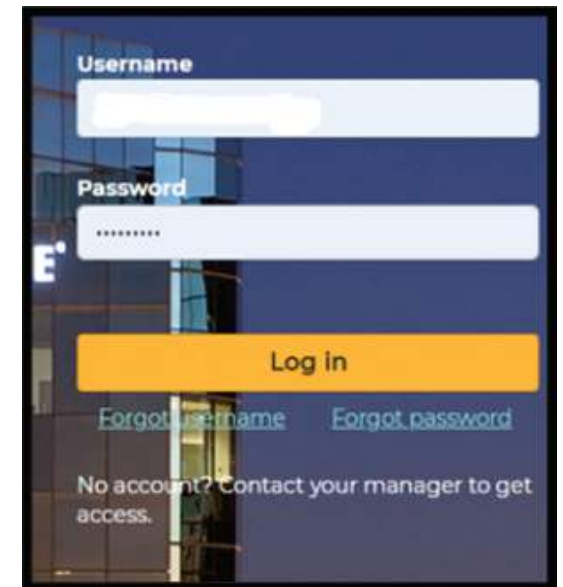 Username
Password
•••••••••
E
Log in
Forgot username Forgot password
No account? Contact your manager to get
access.